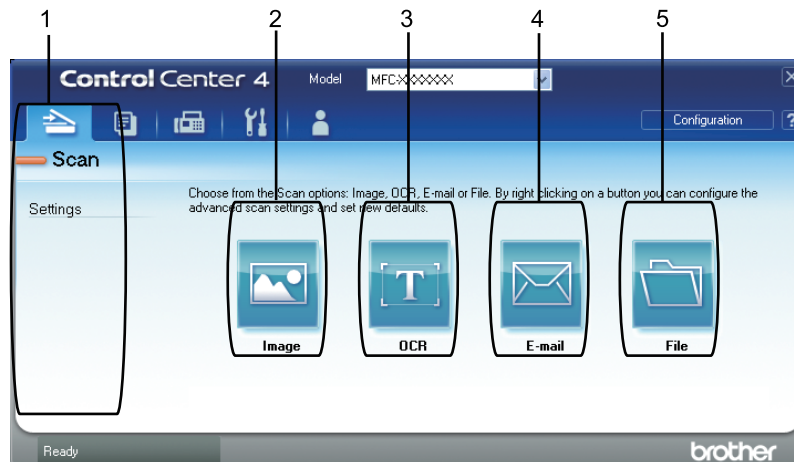 1 2 3 4 5
Control Center 4 Model MFC-XXXXXX
Configuration ?
Scan
Choose from the Scan options: Image, OCR, E-mail or File. By right clicking on a button you can configure the
Settings advanced scan settings and set new defaults.
T
Image OCR E-mail File
Ready brother